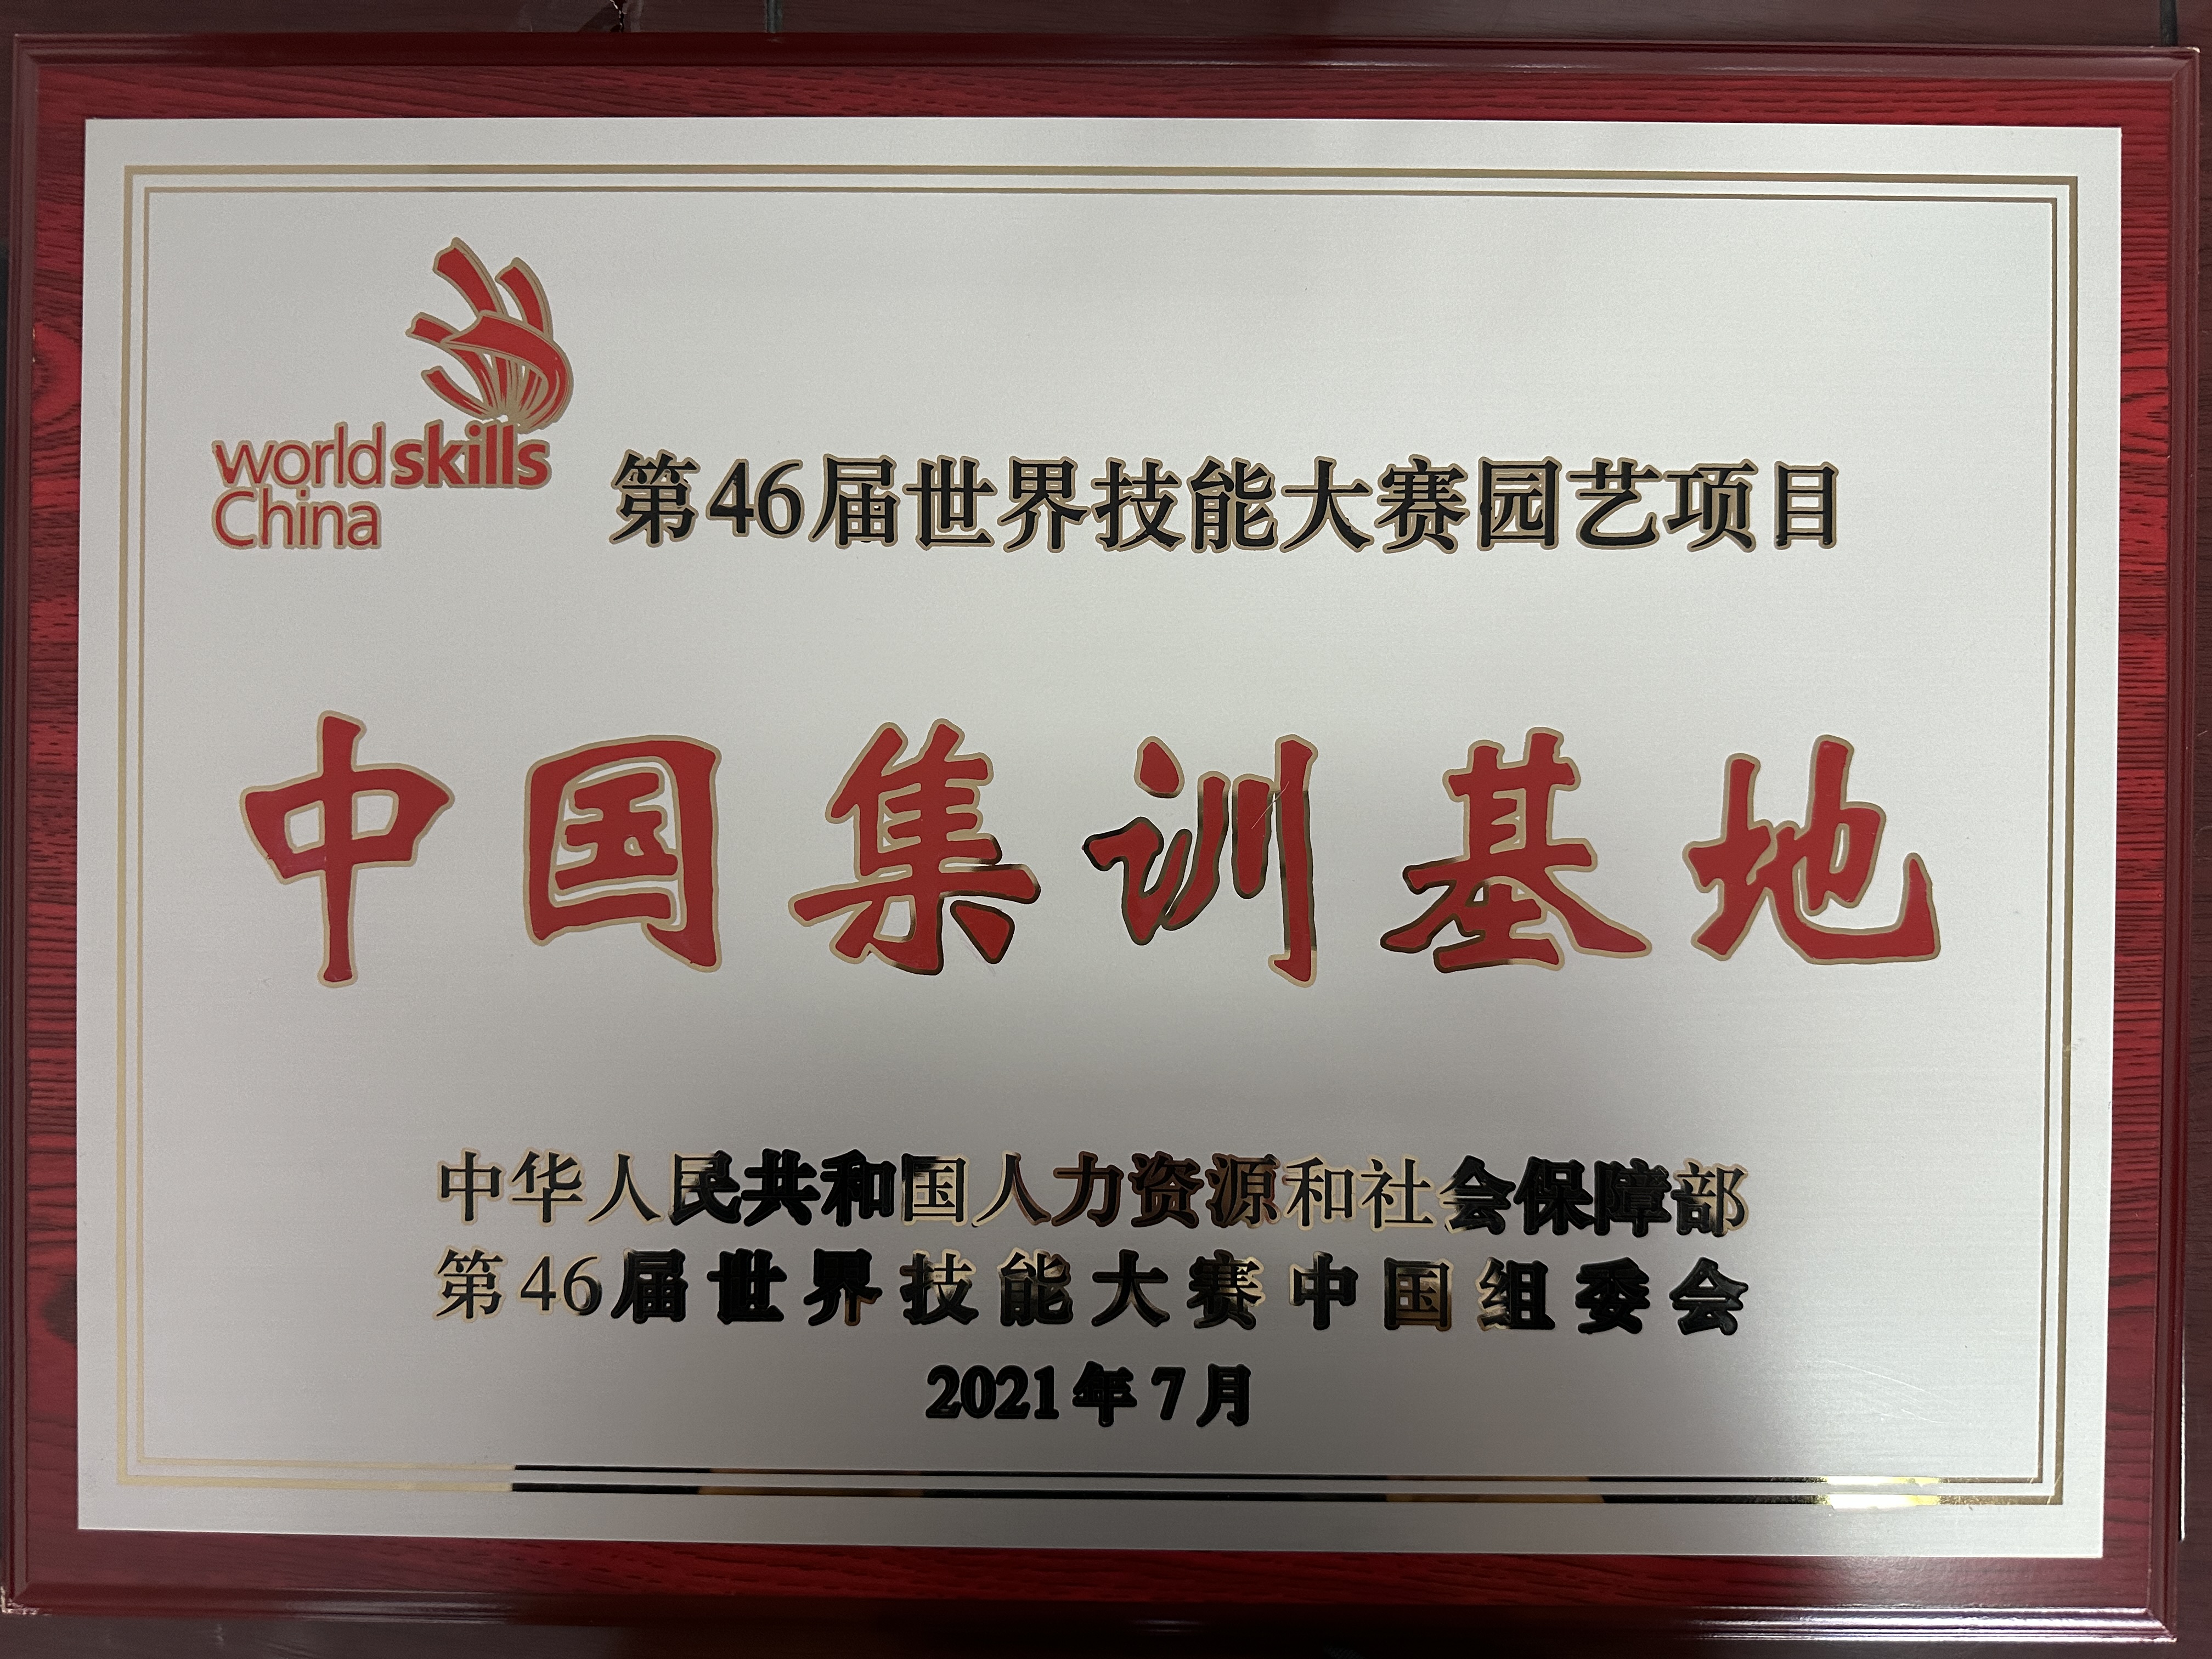 worldskills
China
第46届世界技能大赛园艺项目
中国集训基地
中华人民共和国人力资源和社会保障部
第46届世界技能大赛中国组委会
2021年7月